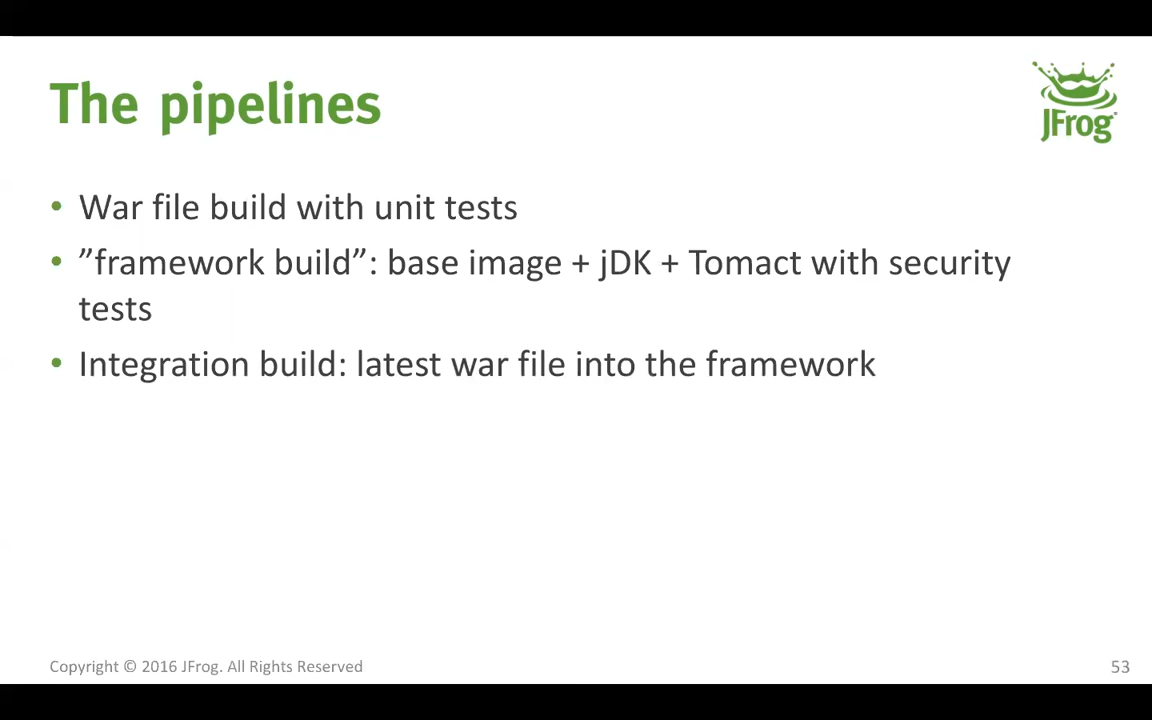 The pipelines
JFrog
• War file build with unit tests
• ”framework build”: base image + jDK + Tomact with security
tests
• Integration build: latest war file into the framework
Copyright © 2016 JFrog. All Rights Reserved
53